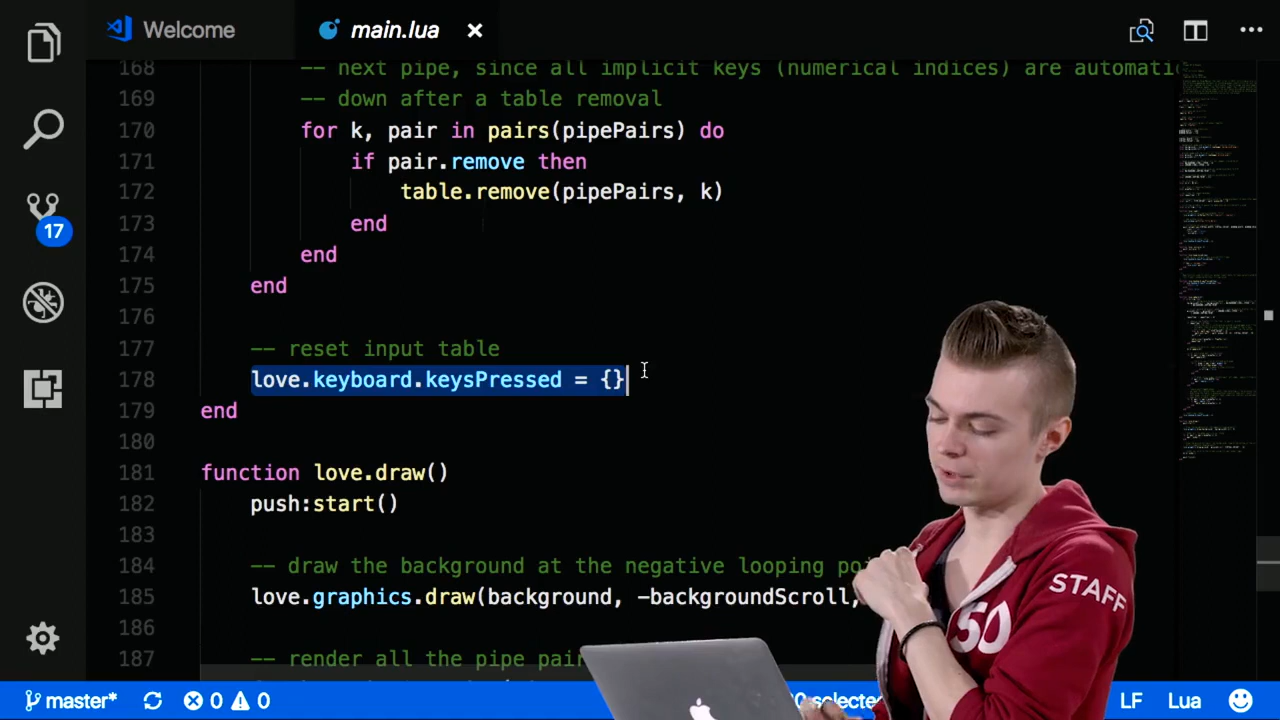 Welcome
main.lua
168 -- next pipe, since all implicit keys (numerical indices) are automati
169 -- down after a table removal
170 for k, pair in pairs(pipePairs) do
171 if pair.remove then
172 table.remove(pipePairs, k)
173 end
174 end
175 end
176
177 -- reset input table
178 love.keyboard.keysPressed = {}
179 end
180
181 function love.draw()
182 push:start()
183
184 -- draw the background at the negative looping poi
185 love.graphics.draw(background, -backgroundScroll,
186
187 -- render all the pipe pai
17
STAFF
50
master* 0 0 selected LF Lua